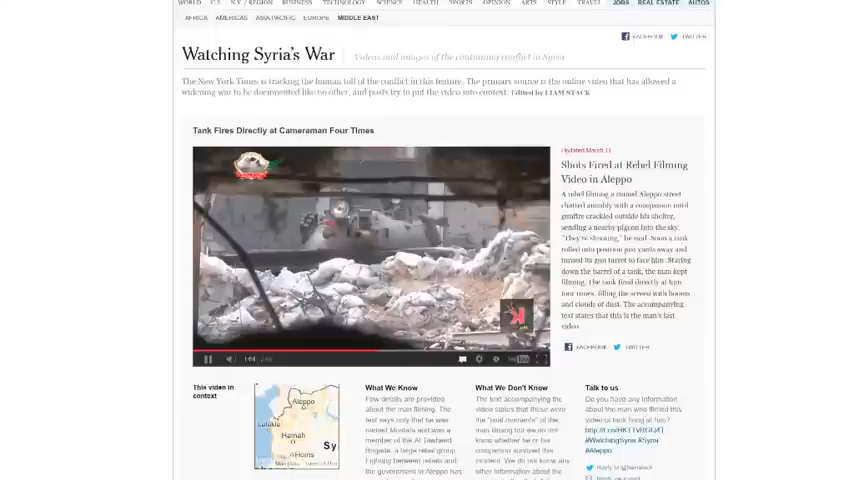 WORLD U.S. N.Y. / REGION BUSINESS TECHNOLOGY SCIENCE HEALTH SPORTS OPINION ARTS STYLE TRAVEL JOBS REAL ESTATE AUTOS
AFRICA AMERICAS ASIA PACIFIC EUROPE MIDDLE EAST
FACEBOOK TWITTER
Watching Syria's War
Videos and images of the continuing conflict in Syria
The New York Times is tracking the human toll of the conflict in this feature. The primary source is the online video that has allowed a
widening war to be documented like no other, and posts try to put the video into context. Edited by LIAM STACK
Tank Fires Directly at Cameraman Four Times
Updated March 11
Shots Fired at Rebel Filming
Video in Aleppo
A rebel filming a ruined Aleppo street
chatted amiably with a companion until
gunfire crackled outside his shelter,
sending a nearby pigeon into the sky.
"They're shooting," he said. Soon a tank
rolled into position just yards away and
turned its gun turret to face him. Staring
down the barrel of a tank, the man kept
filming. The tank fired directly at him
four times, filling the screen with booms
and clouds of dust. The accompanying
text states that this is the man's last
video.
FACEBOOK TWITTER
This video in
context
Aleppo
Latakia
Hamah
Homs
Sy
What We Know
Few details are provided
about the man filming. The
text says only that he was
named Mustafa and was a
member of the Al Tawheed
Brigade, a large rebel group
fighting between rebels and
the government in Aleppo has
What We Don't Know
The text accompanying the
video states that these were
the "last moments" of the
man filming but we do not
know whether he or his
companion survived this
incident. We do not know any
other information about the
Talk to us
Do you have any information
about the man who filmed this
video or tank firing at him?
#WatchingSyria #Syria
#Aleppo